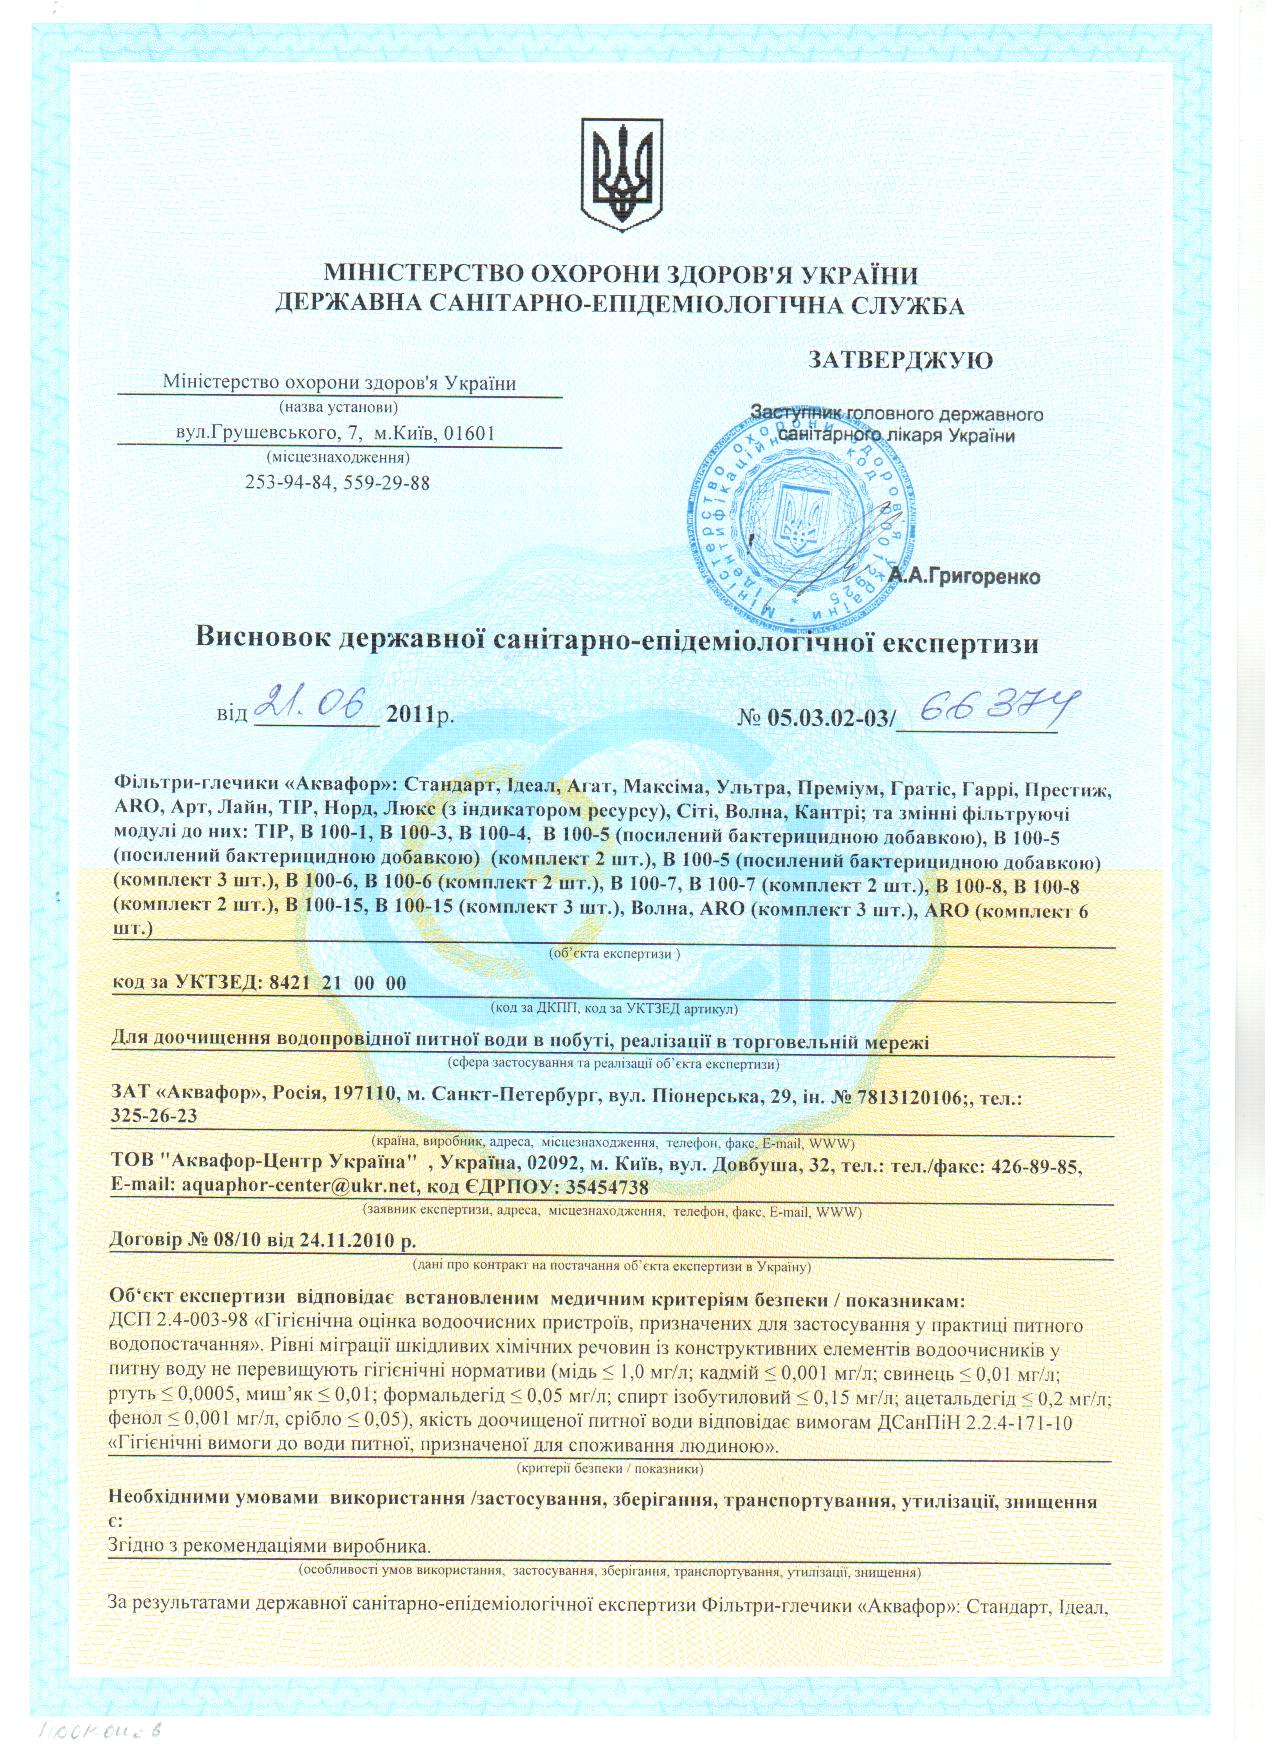 МІНІСТЕРСТВО ОХОРОНИ ЗДОРОВ'Я УКРАЇНИ
ДЕРЖАВНА САНІТАРНО-ЕПІДЕМІОЛОГІЧНА СЛУЖБА
ЗАТВЕРДЖУЮ
Міністерство охорони здоров'я України
(назва установи)
вул.Грушевського, 7, м.Київ, 01601
(місцезнаходження)
253-94-84, 559-29-88
Заступник головного державного
санітарного лікаря України
Міністерство охорони здоров'я України
Ідентифікаційний код 00012925
А.А.Григоренко
Висновок державної санітарно-епідеміологічної експертизи
від 21.06 2011р.
№ 05.03.02-03/ 66374
Фільтри-глечики «Аквафор»: Стандарт, Ідеал, Агат, Максіма, Ультра, Преміум, Гратіс, Гаррі, Престиж,
ARO, Арт, Лайн, ТІР, Норд, Люкс (з індикатором ресурсу), Сіті, Волна, Кантрі; та змінні фільтруючі
модулі до них: ТІР, В 100-1, В 100-3, В 100-4, В 100-5 (посилений бактерицидною добавкою), В 100-5
(посилений бактерицидною добавкою) (комплект 2 шт.), В 100-5 (посилений бактерицидною добавкою)
(комплект 3 шт.), В 100-6, В 100-6 (комплект 2 шт.), В 100-7, В 100-7 (комплект 2 шт.), В 100-8, В 100-8
(комплект 2 шт.), В 100-15, В 100-15 (комплект 3 шт.), Волна, ARO (комплект 3 шт.), ARO (комплект 6
шт.)
(об’єкта експертизи )
код за УКТЗЕД: 8421 21 00 00
(код за ДКПП, код за УКТЗЕД артикул)
Для доочищення водопровідної питної води в побуті, реалізації в торговельній мережі
(сфера застосування та реалізації об’єкта експертизи)
ЗАТ «Аквафор», Росія, 197110, м. Санкт-Петербург, вул. Піонерська, 29, ін. № 7813120106;, тел.:
325-26-23
(країна, виробник, адреса, місцезнаходження, телефон, факс, E-mail, WWW)
ТОВ "Аквафор-Центр Україна" , Україна, 02092, м. Київ, вул. Довбуша, 32, тел.: тел./факс: 426-89-85,
E-mail: aquaphor-center@ukr.net, код ЄДРПОУ: 35454738
(заявник експертизи, адреса, місцезнаходження, телефон, факс, E-mail, WWW)
Договір № 08/10 від 24.11.2010 р.
(дані про контракт на постачання об’єкта експертизи в Україну)
Об‘єкт експертизи відповідає встановленим медичним критеріям безпеки / показникам:
ДСП 2.4-003-98 «Гігієнічна оцінка водоочисних пристроїв, призначених для застосування у практиці питного
водопостачання». Рівні міграції шкідливих хімічних речовин із конструктивних елементів водоочисників у
питну воду не перевищують гігієнічні нормативи (мідь ≤ 1,0 мг/л; кадмій ≤ 0,001 мг/л; свинець ≤ 0,01 мг/л;
ртуть ≤ 0,0005, миш’як ≤ 0,01; формальдегід ≤ 0,05 мг/л; спирт ізобутиловий ≤ 0,15 мг/л; ацетальдегід ≤ 0,2 мг/л;
фенол ≤ 0,001 мг/л, срібло ≤ 0,05), якість доочищеної питної води відповідає вимогам ДСанПіН 2.2.4-171-10
«Гігієнічні вимоги до води питної, призначеної для споживання людиною».
(критерії безпеки / показники)
Необхідними умовами використання /застосування, зберігання, транспортування, утилізації, знищення
є:
Згідно з рекомендаціями виробника.
(особливості умов використання, застосування, зберігання, транспортування, утилізації, знищення)
За результатами державної санітарно-епідеміологічної експертизи Фільтри-глечики «Аквафор»: Стандарт, Ідеал,